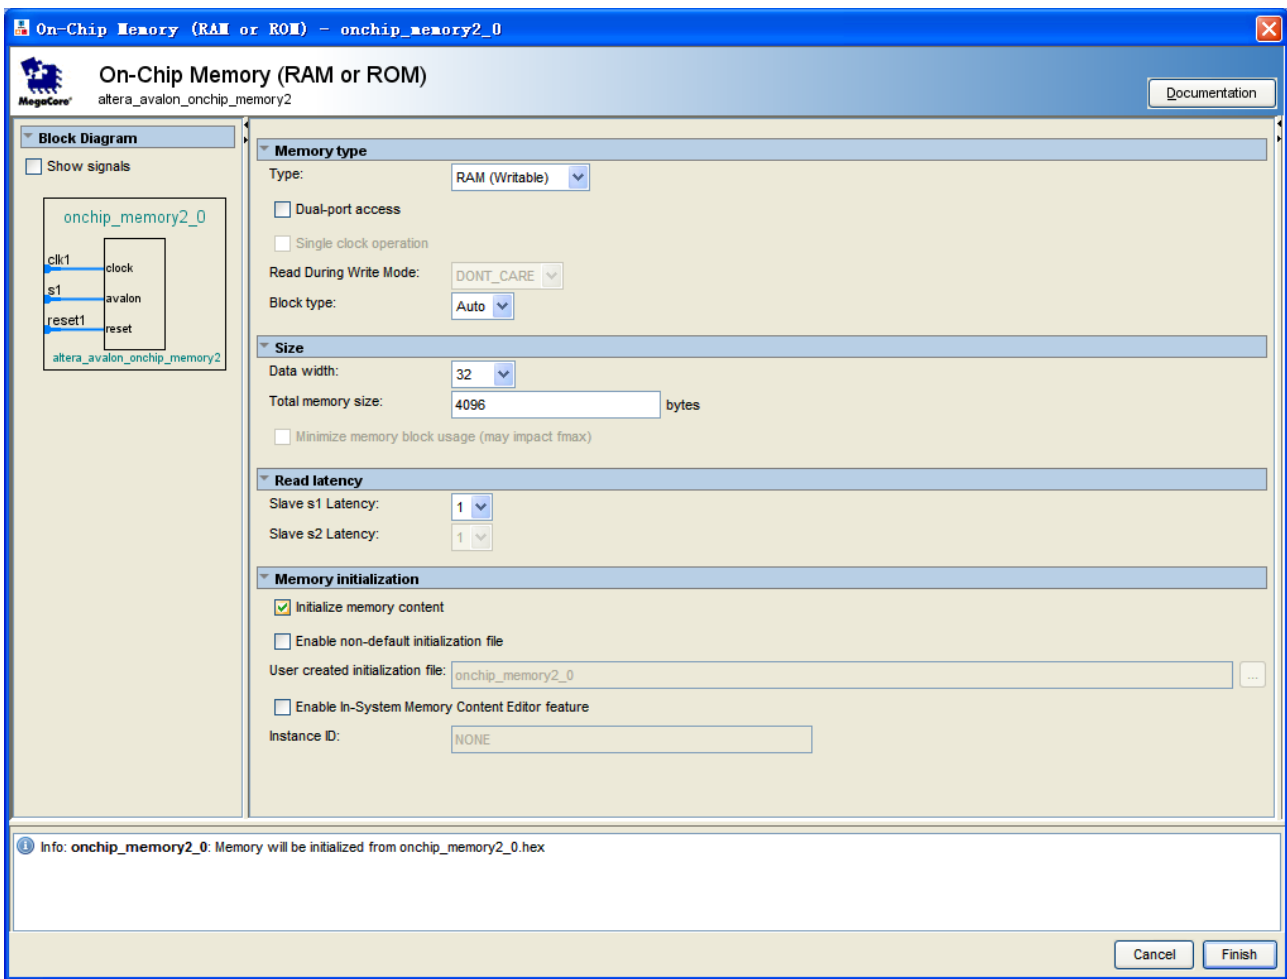 On-Chip Memory (RAM or ROM) - onchip_memory2_0
On-Chip Memory (RAM or ROM)
MegaCore®
altera_avalon_onchip_memory2
Documentation
Block Diagram
Show signals
onchip_memory2_0
clk1
clock
s1
avalon
reset1
reset
altera_avalon_onchip_memory2
Memory type
Type: RAM (Writable)
Dual-port access
Single clock operation
Read During Write Mode: DONT_CARE
Block type: Auto
Size
Data width: 32
Total memory size: 4096 bytes
Minimize memory block usage (may impact fmax)
Read latency
Slave s1 Latency: 1
Slave s2 Latency: 1
Memory initialization
Initialize memory content
Enable non-default initialization file
User created initialization file: onchip_memory2_0 ...
Enable In-System Memory Content Editor feature
Instance ID: NONE
Info: onchip_memory2_0: Memory will be initialized from onchip_memory2_0.hex
Cancel Finish